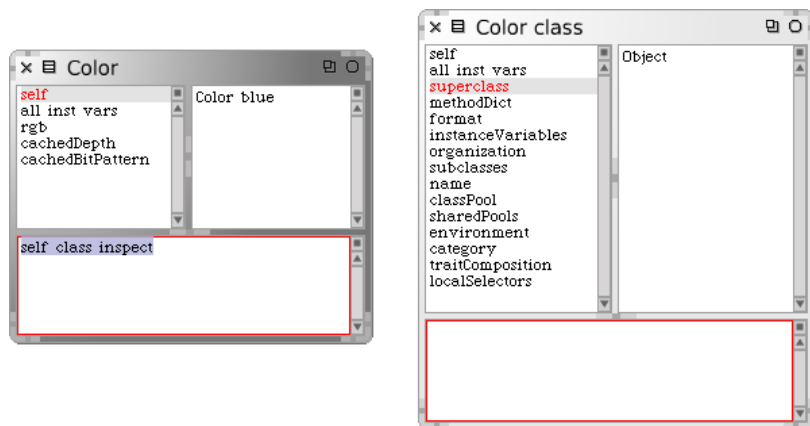 Color
self
all inst vars
rgb
cachedDepth
cachedBitPattern
Color blue
self class inspect
Color class
self
all inst vars
superclass
methodDict
format
instanceVariables
organization
subclasses
name
classPool
sharedPools
environment
category
traitComposition
localSelectors
Object